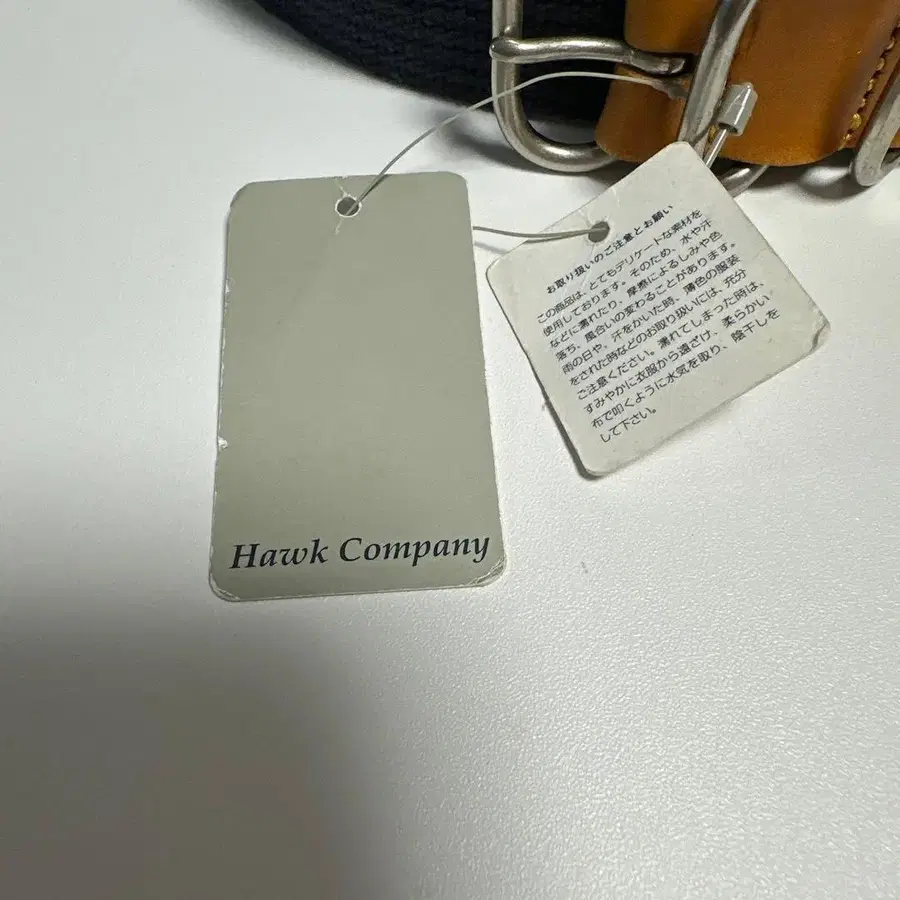 Hawk Company
お取り扱いのご注意とお願い
この商品は、とてもデリケートな素材を
使用しております。そのため、水や汗
などに濡れたり、摩擦によるしみや色
落ち、風合いの変わることがあります。
雨の日や、汗をかいた時、薄色の服装
をされた時などのお取り扱いには、充分
ご注意ください。濡れてしまった時は、
すみやかに衣服から遠ざけ、柔らかい
布で叩くように水気を取り、陰干しを
して下さい。